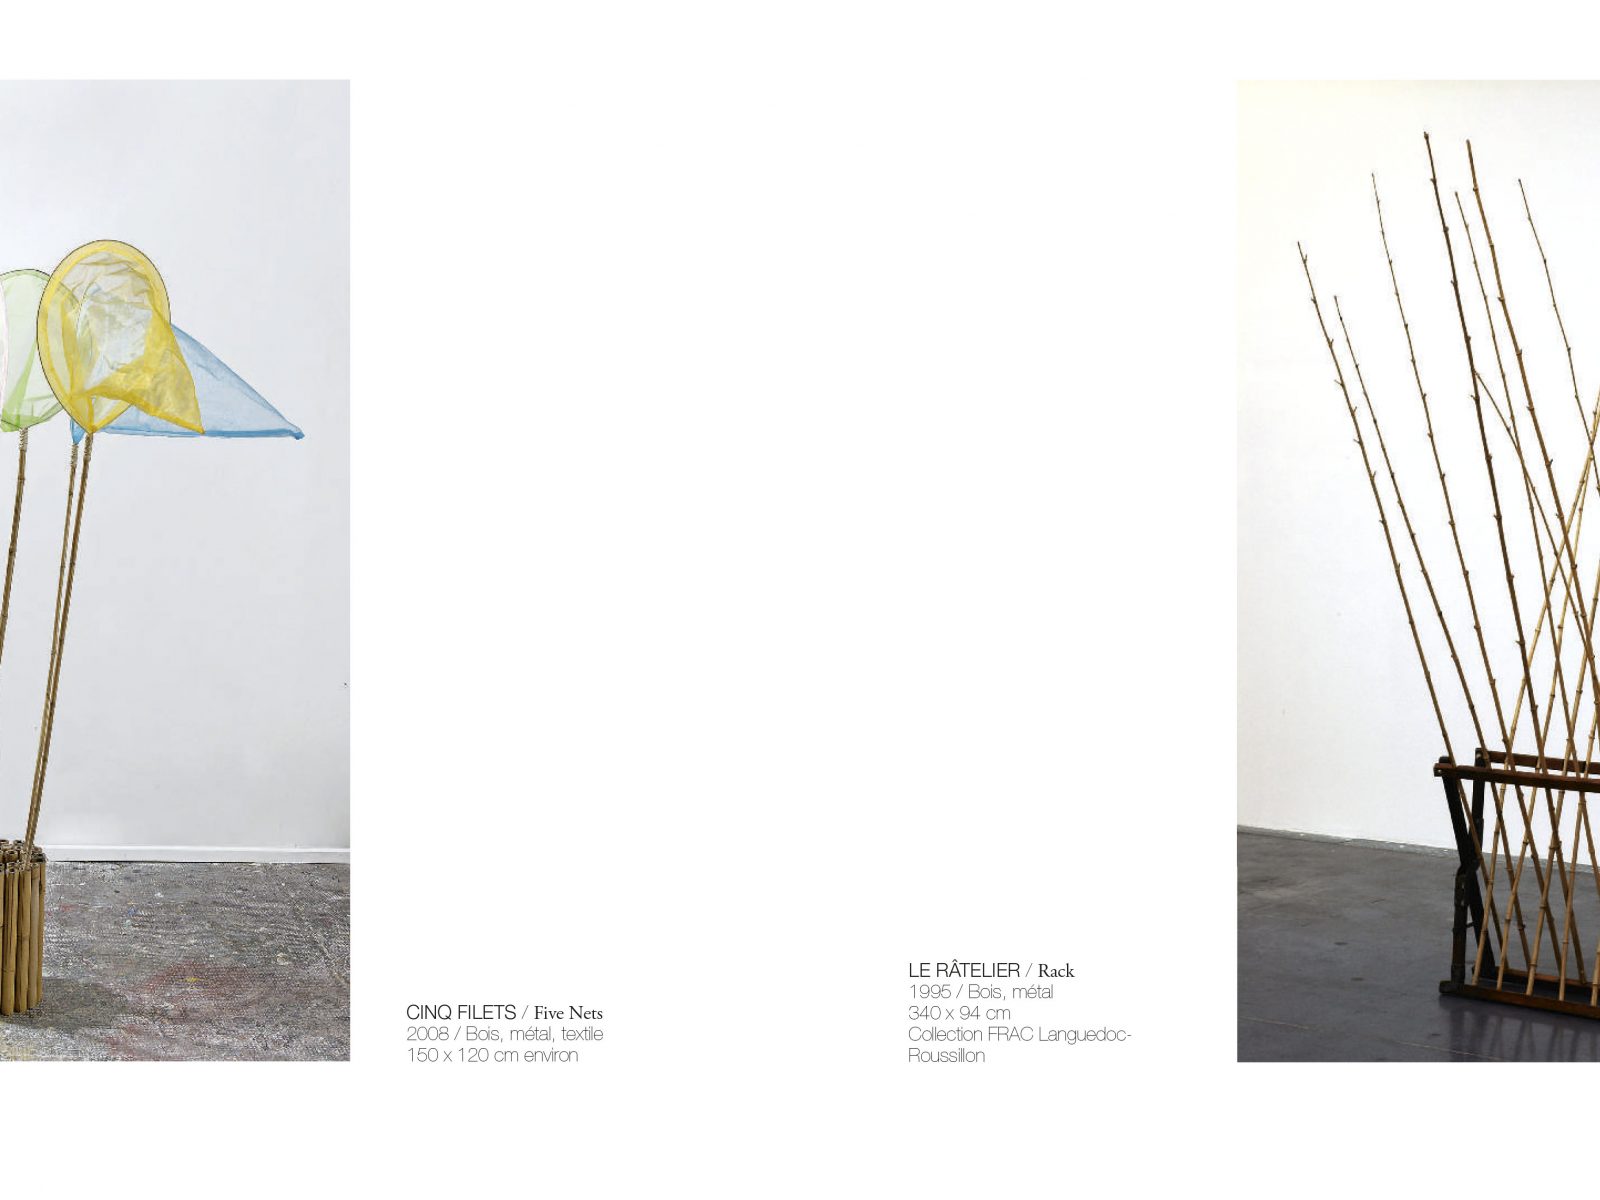 CINQ FILETS / Five Nets
2008 / Bois, métal, textile
150 x 120 cm environ
LE RÂTELIER / Rack
1995 / Bois, métal
340 x 94 cm
Collection FRAC Languedoc-
Roussillon